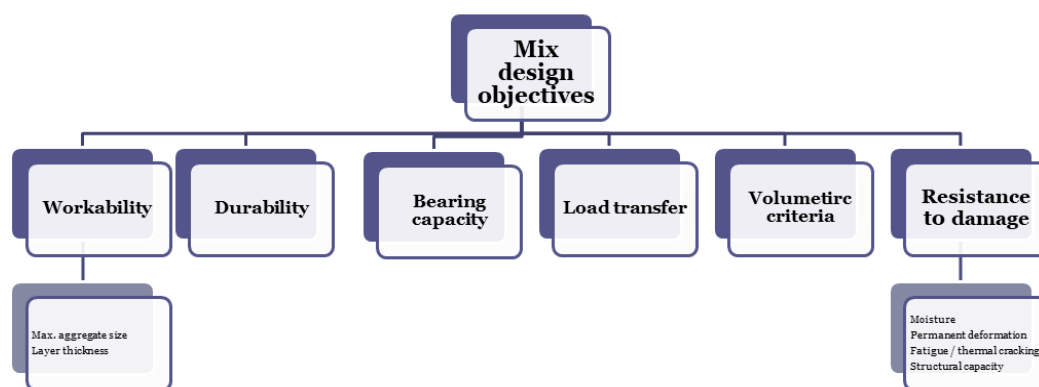 Mix
design
objectives
Workability
Durability
Bearing
capacity
Load transfer
Volumetirc
criteria
Resistance
to damage
Max. aggregate size
Layer thickness
Moisture
Permanent deformation
Fatigue / thermal cracking
Structural capacity